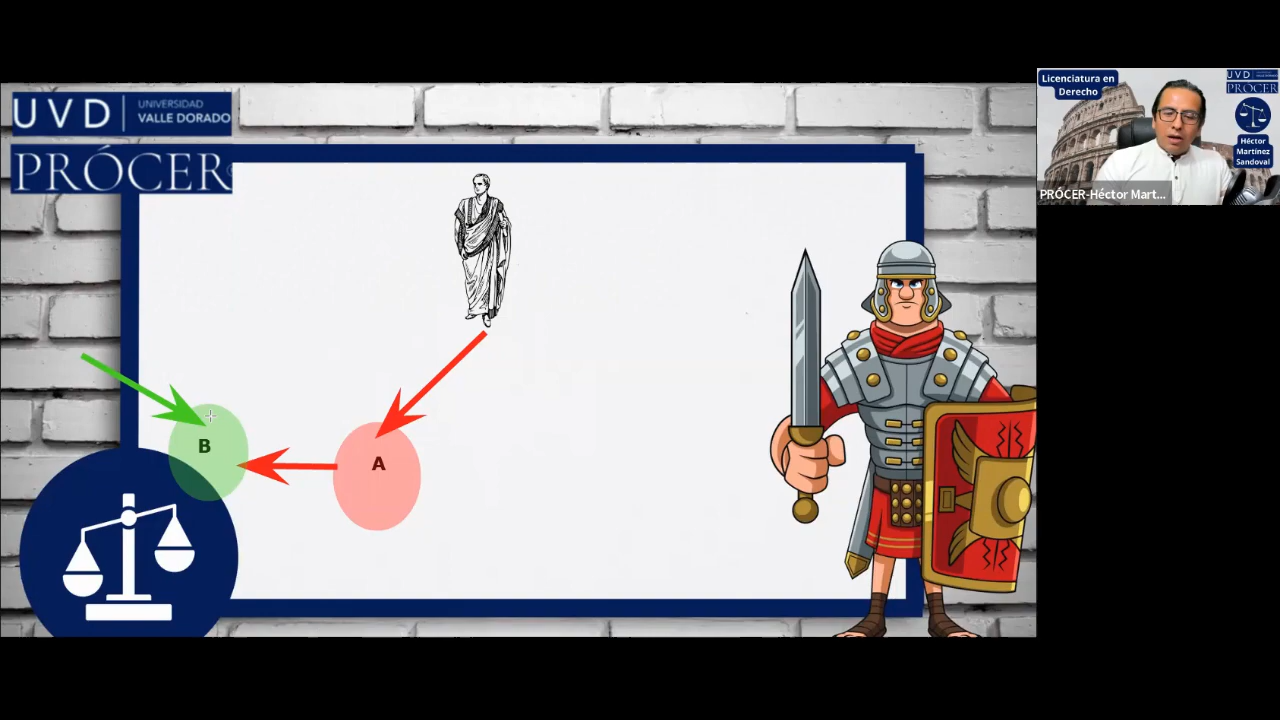 UVD
UNIVERSIDAD
VALLE DORADO
PRÓCER
B
A
Licenciatura en
Derecho
UVD
PRÓCER
Héctor
Martínez
Sandoval
PRÓCER-Héctor Mart...